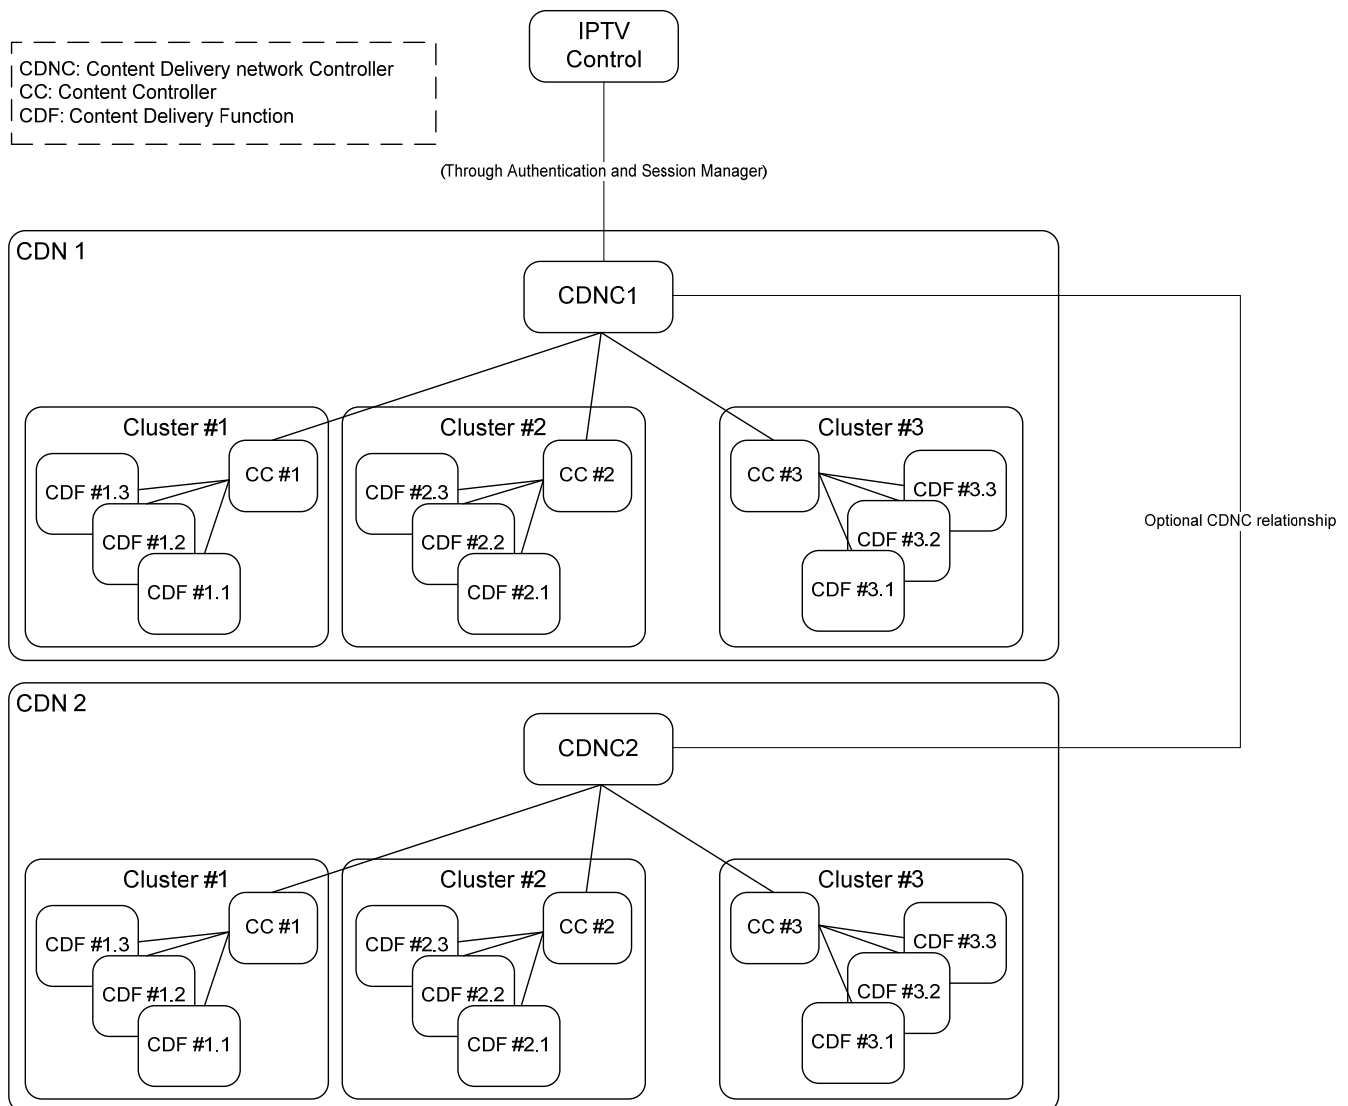 IPTV
Control
CDNC: Content Delivery network Controller
CC: Content Controller
CDF: Content Delivery Function
(Through Authentication and Session Manager)
CDN 1
CDNC1
Cluster #1
Cluster #2
Cluster #3
CC #1
CC #2
CC #3
CDF #1.3
CDF #2.3
CDF #3.3
CDF #1.2
CDF #2.2
CDF #3.2
CDF #1.1
CDF #2.1
CDF #3.1
Optional CDNC relationship
CDN 2
CDNC2
Cluster #1
Cluster #2
Cluster #3
CC #1
CC #2
CC #3
CDF #1.3
CDF #2.3
CDF #3.3
CDF #1.2
CDF #2.2
CDF #3.2
CDF #1.1
CDF #2.1
CDF #3.1